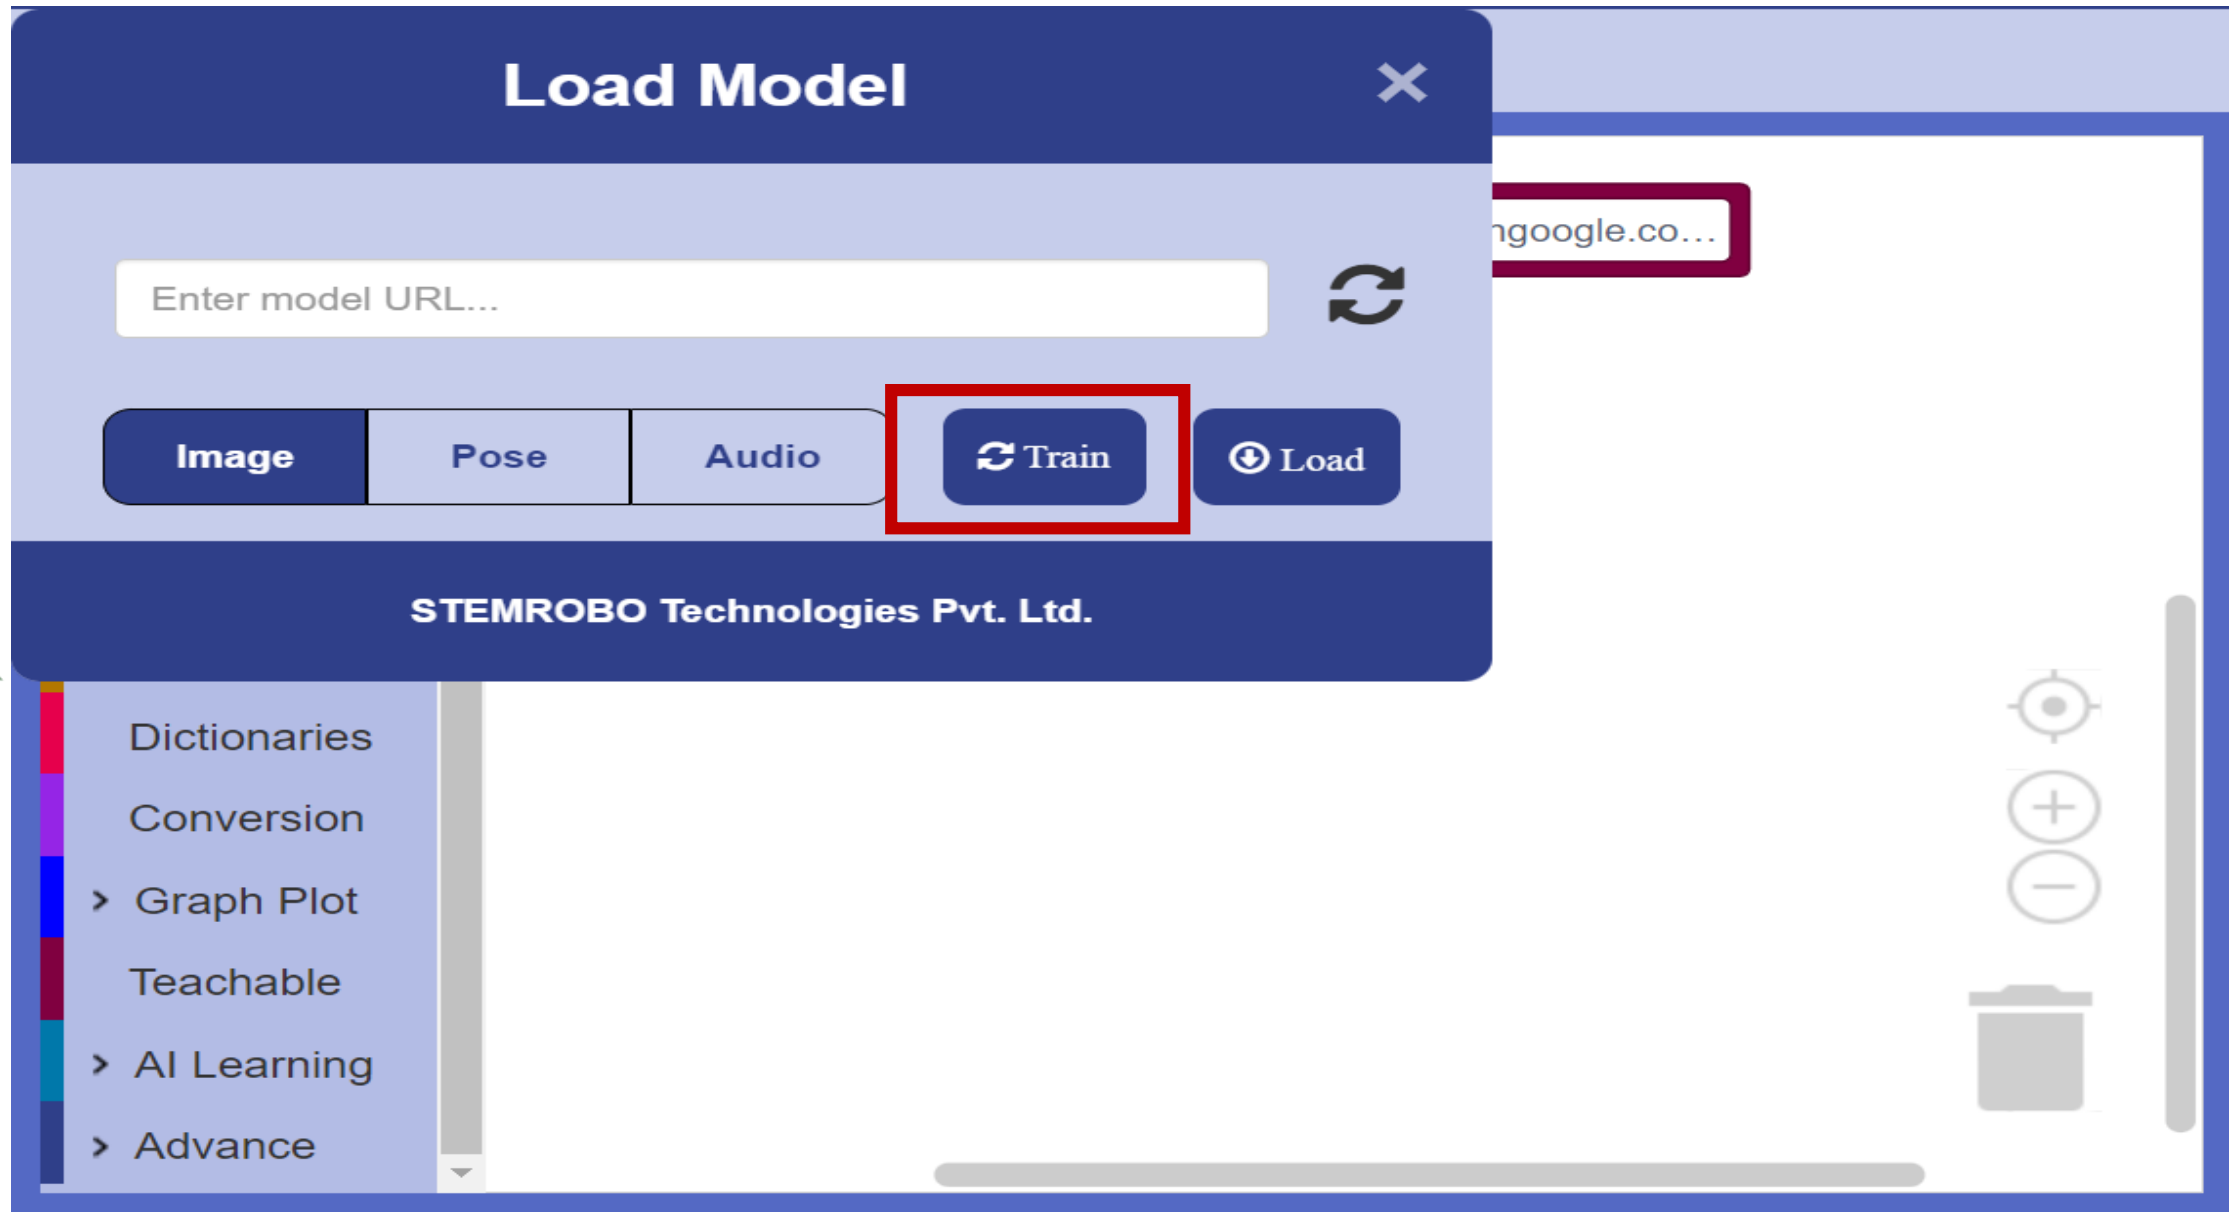 Load Model
ngoogle.co...
Enter model URL...
Image
Pose
Audio
Train
Load
STEMROBO Technologies Pvt. Ltd.
Dictionaries
Conversion
Graph Plot
Teachable
AI Learning
Advance